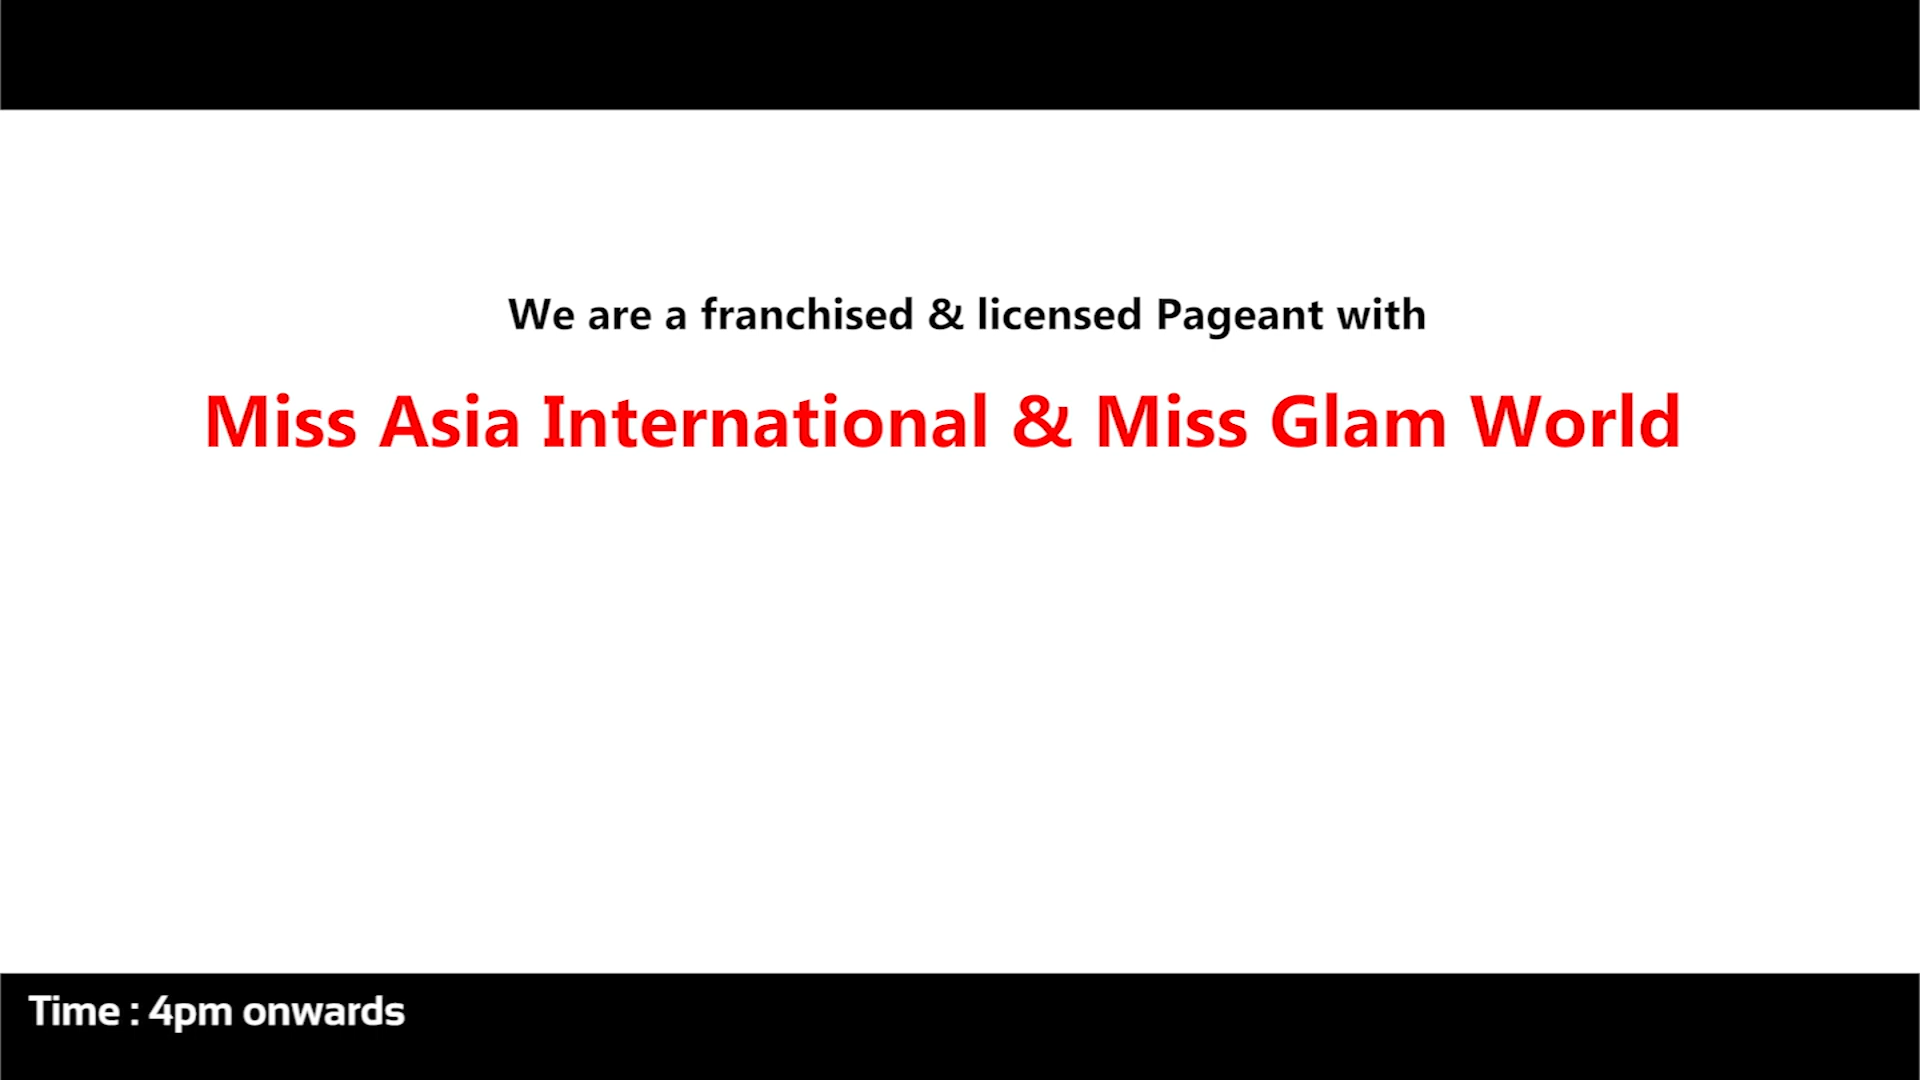 We are a franchised & licensed Pageant with
Miss Asia International & Miss Glam World
Time : 4pm onwards